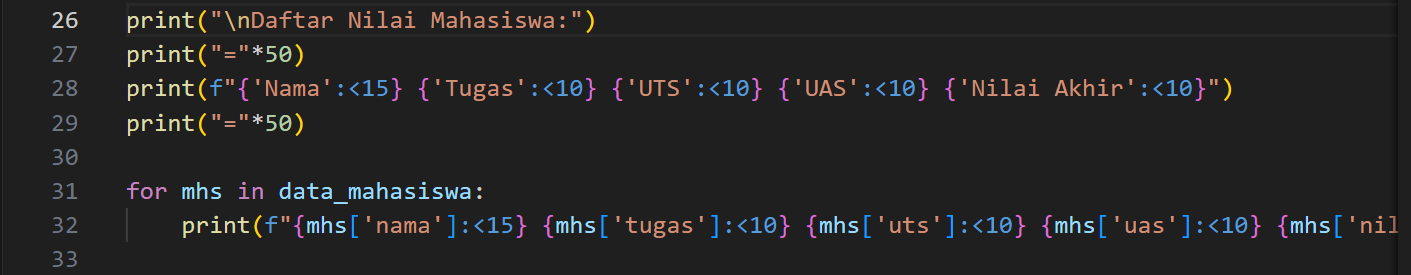 26 print("\nDaftar Nilai Mahasiswa:")
27 print("="*50)
28 print(f"{'Nama':<15} {'Tugas':<10} {'UTS':<10} {'UAS':<10} {'Nilai Akhir':<10}")
29 print("="*50)
30
31 for mhs in data_mahasiswa:
32     print(f"{mhs['nama']:<15} {mhs['tugas']:<10} {mhs['uts']:<10} {mhs['uas']:<10} {mhs['nil
33